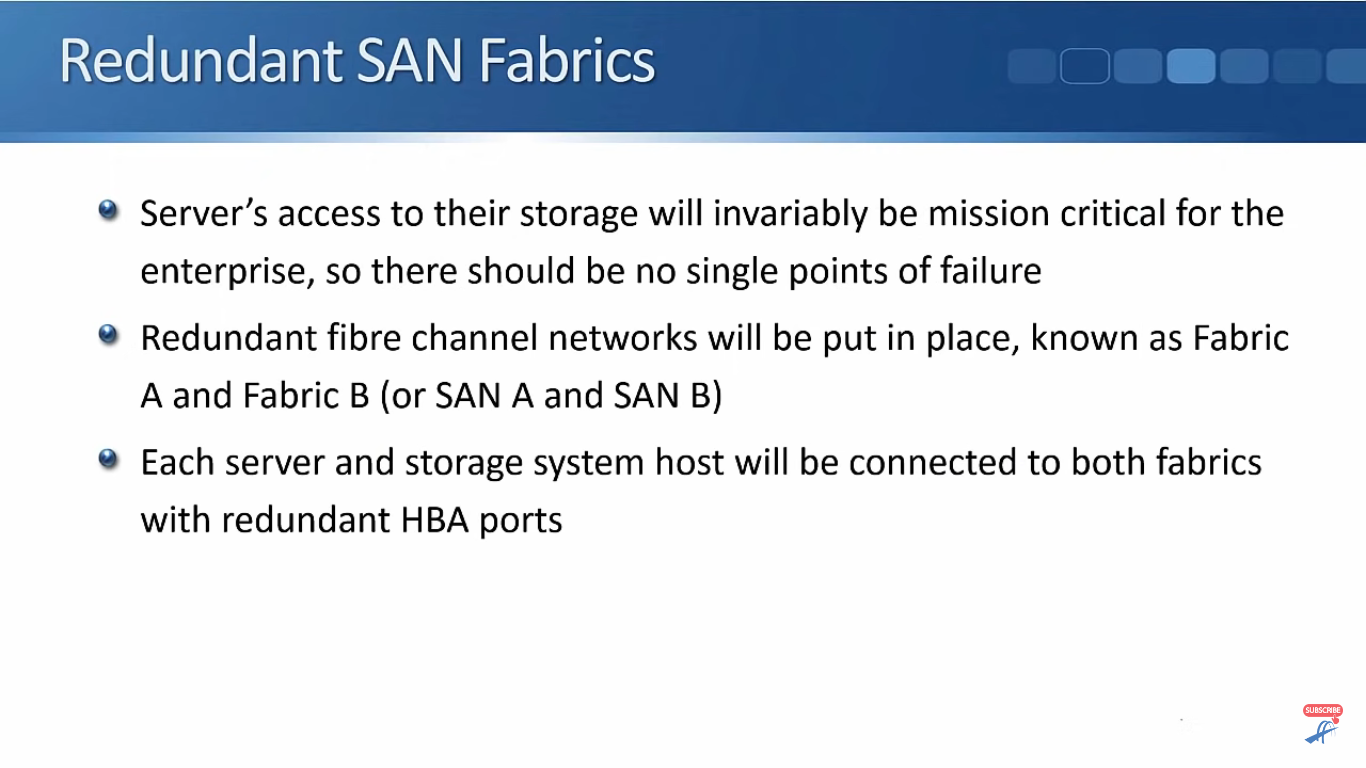 Redundant SAN Fabrics
Server’s access to their storage will invariably be mission critical for the
enterprise, so there should be no single points of failure
Redundant fibre channel networks will be put in place, known as Fabric
A and Fabric B (or SAN A and SAN B)
Each server and storage system host will be connected to both fabrics
with redundant HBA ports
SUBSCRIBE